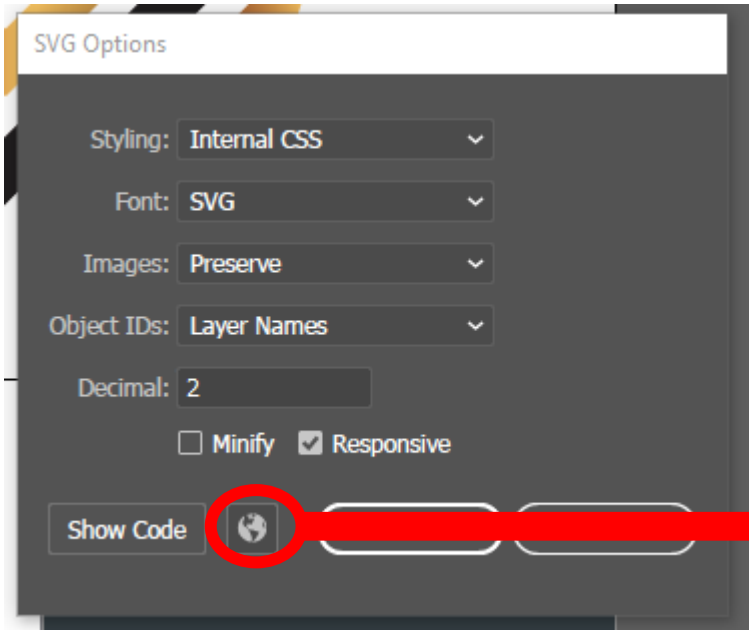 SVG Options
Styling: Internal CSS
Font: SVG
Images: Preserve
Object IDs: Layer Names
Decimal: 2
Minify Responsive
Show Code